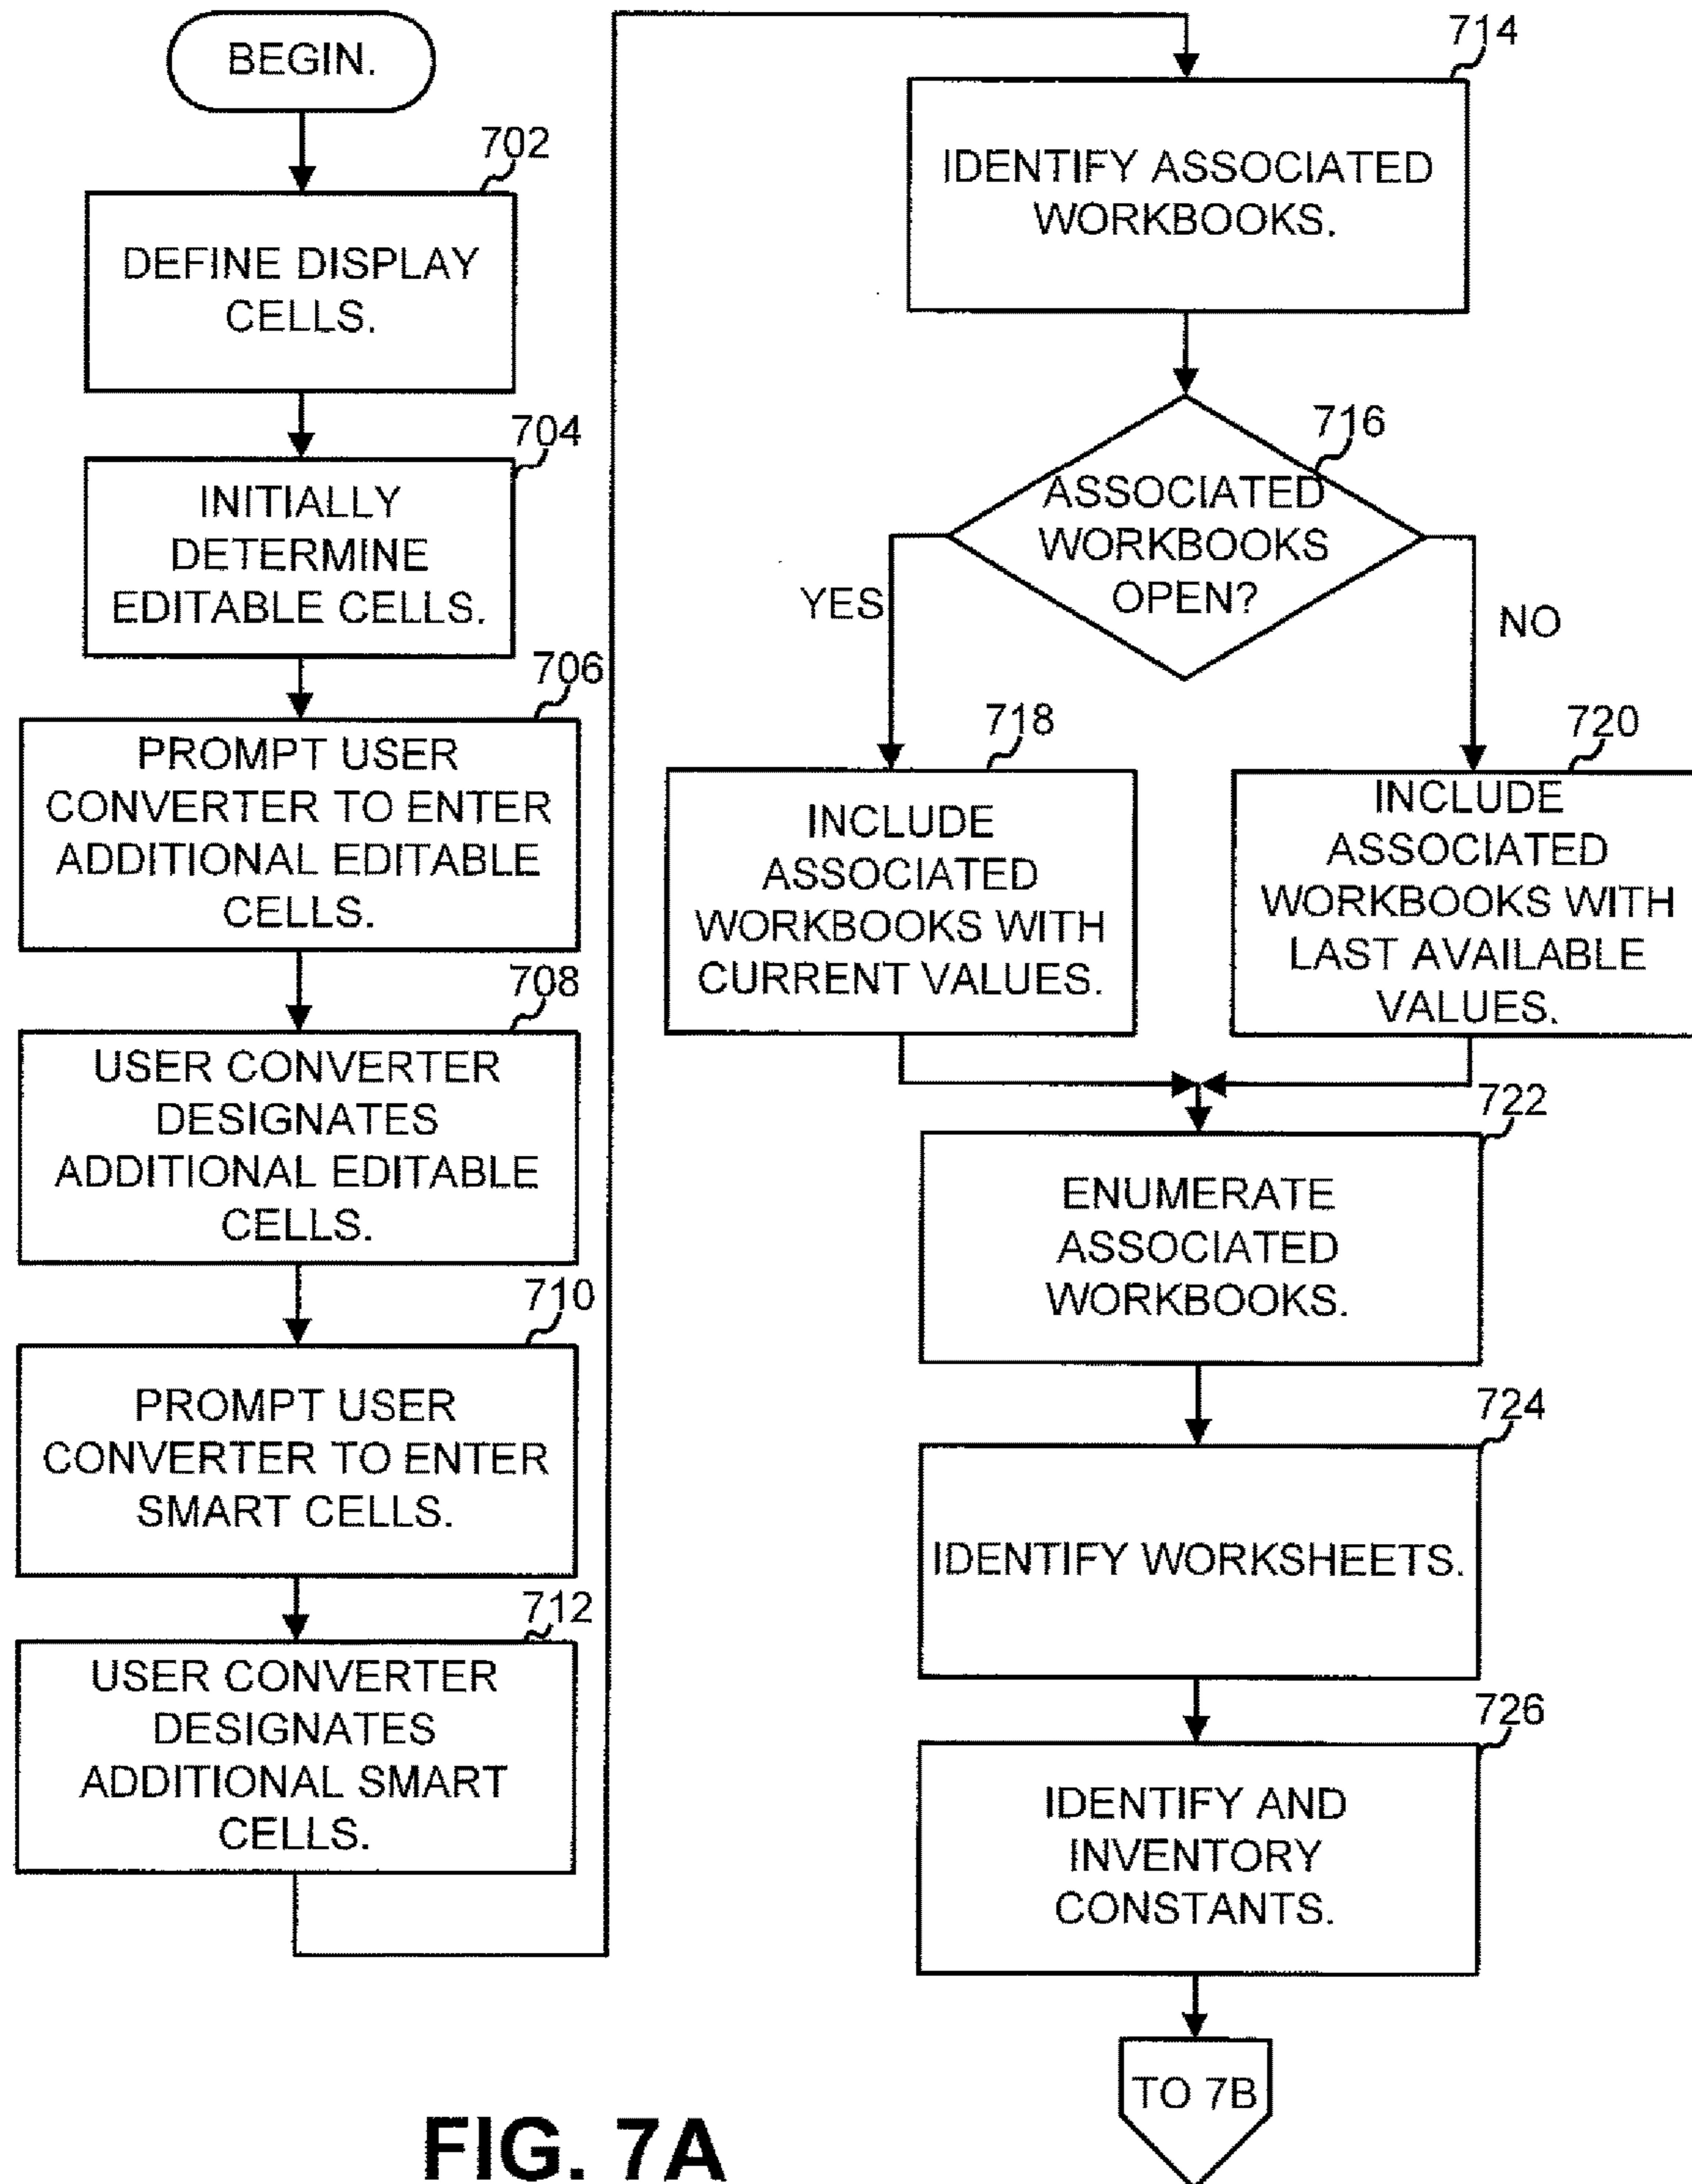 BEGIN.
702
DEFINE DISPLAY
CELLS.
704
INITIALLY
DETERMINE
EDITABLE CELLS.
706
PROMPT USER
CONVERTER TO ENTER
ADDITIONAL EDITABLE
CELLS.
708
USER CONVERTER
DESIGNATES
ADDITIONAL EDITABLE
CELLS.
710
PROMPT USER
CONVERTER TO ENTER
SMART CELLS.
712
USER CONVERTER
DESIGNATES
ADDITIONAL SMART
CELLS.
714
IDENTIFY ASSOCIATED
WORKBOOKS.
716
ASSOCIATED
WORKBOOKS
OPEN?
YES
NO
718
INCLUDE
ASSOCIATED
WORKBOOKS WITH
CURRENT VALUES.
720
INCLUDE
ASSOCIATED
WORKBOOKS WITH
LAST AVAILABLE
VALUES.
722
ENUMERATE
ASSOCIATED
WORKBOOKS.
724
IDENTIFY WORKSHEETS.
726
IDENTIFY AND
INVENTORY
CONSTANTS.
TO 7B
FIG. 7A